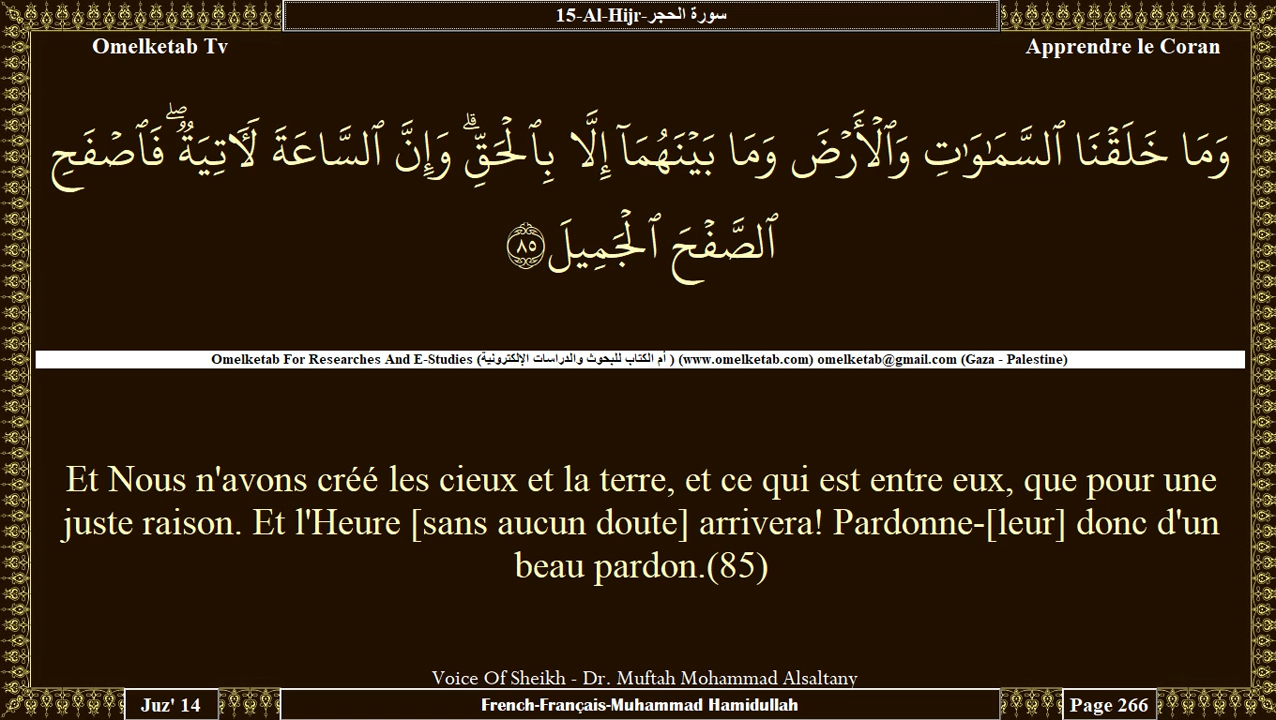 15-Al-Hijr-سورة الحجر
Omelketab Tv
Apprendre le Coran
وَمَا خَلَقْنَا ٱلسَّمَـٰوَٰتِ وَٱلْأَرْضَ وَمَا بَيْنَهُمَآ إِلَّا بِٱلْحَقِّ ۗ وَإِنَّ ٱلسَّاعَةَ لَـَٔاتِيَةٌ ۖ فَٱصْفَحِ
ٱلصَّفْحَ ٱلْجَمِيلَ ٨٥
Omelketab For Researches And E-Studies (أم الكتاب للبحوث والدراسات الإلكترونية ) (www.omelketab.com) omelketab@gmail.com (Gaza - Palestine)
Et Nous n'avons créé les cieux et la terre, et ce qui est entre eux, que pour une
juste raison. Et l'Heure [sans aucun doute] arrivera! Pardonne-[leur] donc d'un
beau pardon.(85)
Voice Of Sheikh - Dr. Muftah Mohammad Alsaltany
Juz' 14
French-Français-Muhammad Hamidullah
Page 266